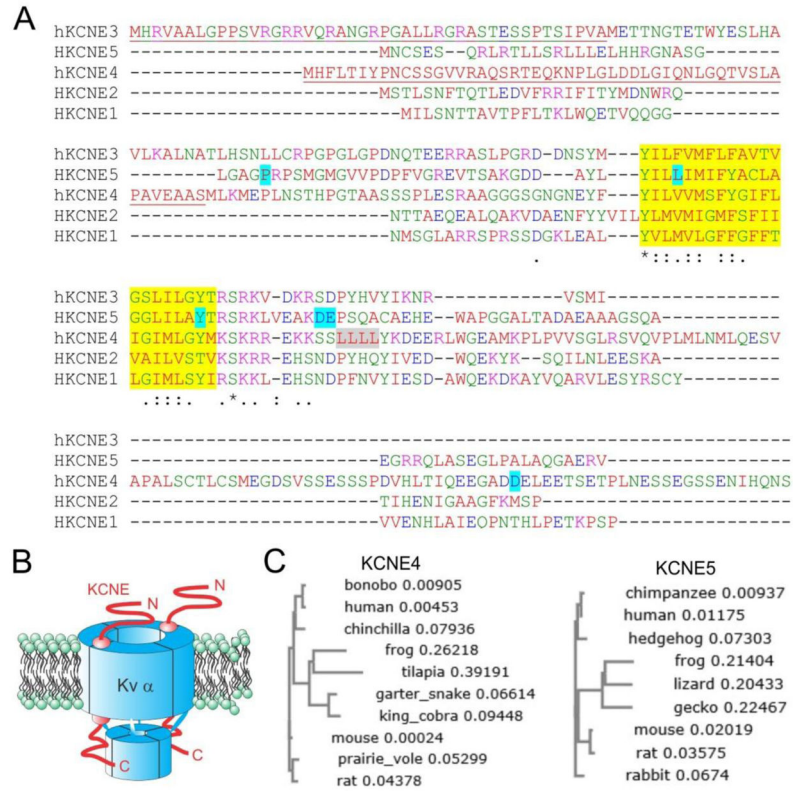 A
hKCNE3 MHRVAALGPPSVRGRRVQRANGRPGALLRGRASTESSPTSIPVAMETTNGTETWYESLHA
HKCNE5 -----------------------MNCSES--QRLRTLLSRLLLELHHRGNASG-------
hKCNE4 ----------------MHFLTIYPNCSSGVVRAQSRTEQKNPLGLDDLGIQNLGQTVSLA
HKCNE2 -----------------------MSTLSNFTQTLEDVFRRIFITYMDNWRQ---------
HKCNE1 -------------------------MILSNTTAVTPFLTKLWQETVQQGG----------
hKCNE3 VLKALNATLHSNLLCRPGPGLGPDNQTEERRASLPGRD-DNSYM---YILFVMFLFAVTV
HKCNE5 --------LGAGPRPSMGMGVVPDPFVGREVTSAKGDD---AYL---YILLIMIFYACLA
hKCNE4 PAVEAASMLKMEPLNSTHPGTAASSSPLESRAAGGGSGNGNEYF---YILVVMSFYGIFL
HKCNE2 ------------------------NTTAEQEALQAKVDAENFYYVILYLMVMIGMFSFII
HKCNE1 ------------------------NMSGLARRSPRSSDGKLEAL---YVLMVLGFFGFFT
. *::.:: ::.
hKCNE3 GSLILGYTRSRKV-DKRSDPYHVYIKNR------------VSMI----------------
HKCNE5 GGLILAYTRSRKLVEAKDEPSQACAEHE--WAPGGALTADAEAAAGSQA-----------
hKCNE4 IGIMLGYMKSKRR-EKKSSLLLLYKDEERLWGEAMKPLPVVSGLRSVQVPLMLNMLQESV
HKCNE2 VAILVSTVKSKRR-EHSNDPYHQYIVED--WQEKYK--SQILNLEESKA-----------
HKCNE1 LGIMLSYIRSKKL-EHSNDPFNVYIESD-AWQEKDKAYVQARVLESYRSCY---------
.:::. .*.. : ..
hKCNE3 ------------------------------------------------------------
HKCNE5 -----------------------EGRRQLASEGLPALAQGAERV----------------
hKCNE4 APALSCTLCSMEGDSVSSESSSPDVHLTIQEEGADDELEETSETPLNESSEGSSENIHQNS
HKCNE2 -----------------------TIHENIGAAGFKMSP----------------------
HKCNE1 -----------------------VVENHLAIEQPNTHLPETKPSP---------------
B
KCNE
N
N
Kv α
C
C
C
KCNE4
bonobo 0.00905
human 0.00453
chinchilla 0.07936
frog 0.26218
tilapia 0.39191
garter_snake 0.06614
king_cobra 0.09448
mouse 0.00024
prairie_vole 0.05299
rat 0.04378
KCNE5
chimpanzee 0.00937
human 0.01175
hedgehog 0.07303
frog 0.21404
lizard 0.20433
gecko 0.22467
mouse 0.02019
rat 0.03575
rabbit 0.0674